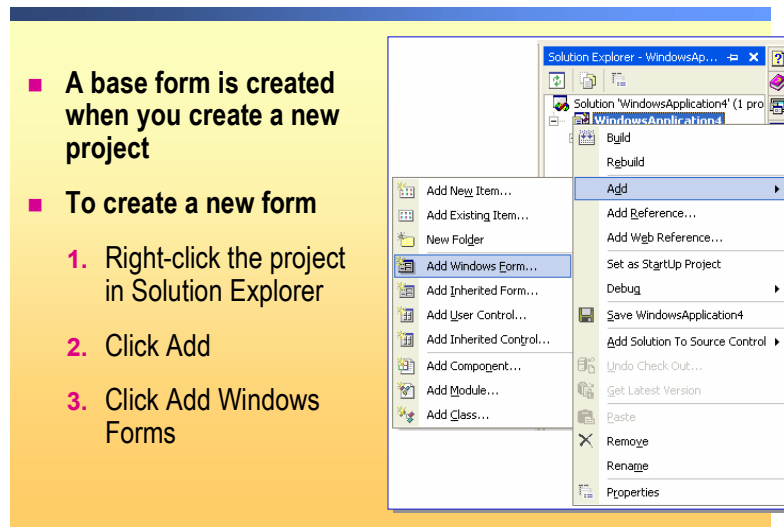 ■ A base form is created
when you create a new
project
■ To create a new form
1. Right-click the project
in Solution Explorer
2. Click Add
3. Click Add Windows
Forms
Solution Explorer - WindowsAp...
Solution 'WindowsApplication4' (1 pro
WindowsApplication4
Build
Rebuild
Add
Add Reference...
Add Web Reference...
Set as StartUp Project
Debug
Save WindowsApplication4
Add Solution To Source Control
Undo Check Out...
Get Latest Version
Paste
Remove
Rename
Properties
Add New Item...
Add Existing Item...
New Folder
Add Windows Form...
Add Inherited Form...
Add User Control...
Add Inherited Control...
Add Component...
Add Module...
Add Class...